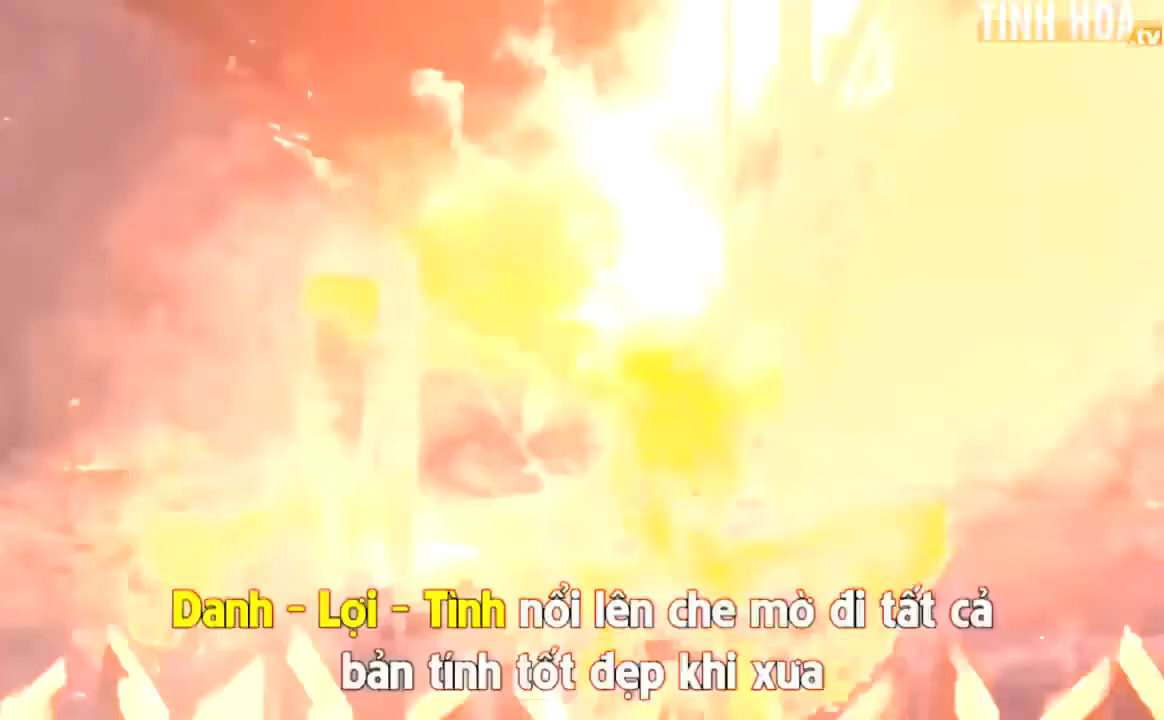 TINH HOA
.tv
Danh - Lợi - Tình nổi lên che mờ đi tất cả
bản tính tốt đẹp khi xưa